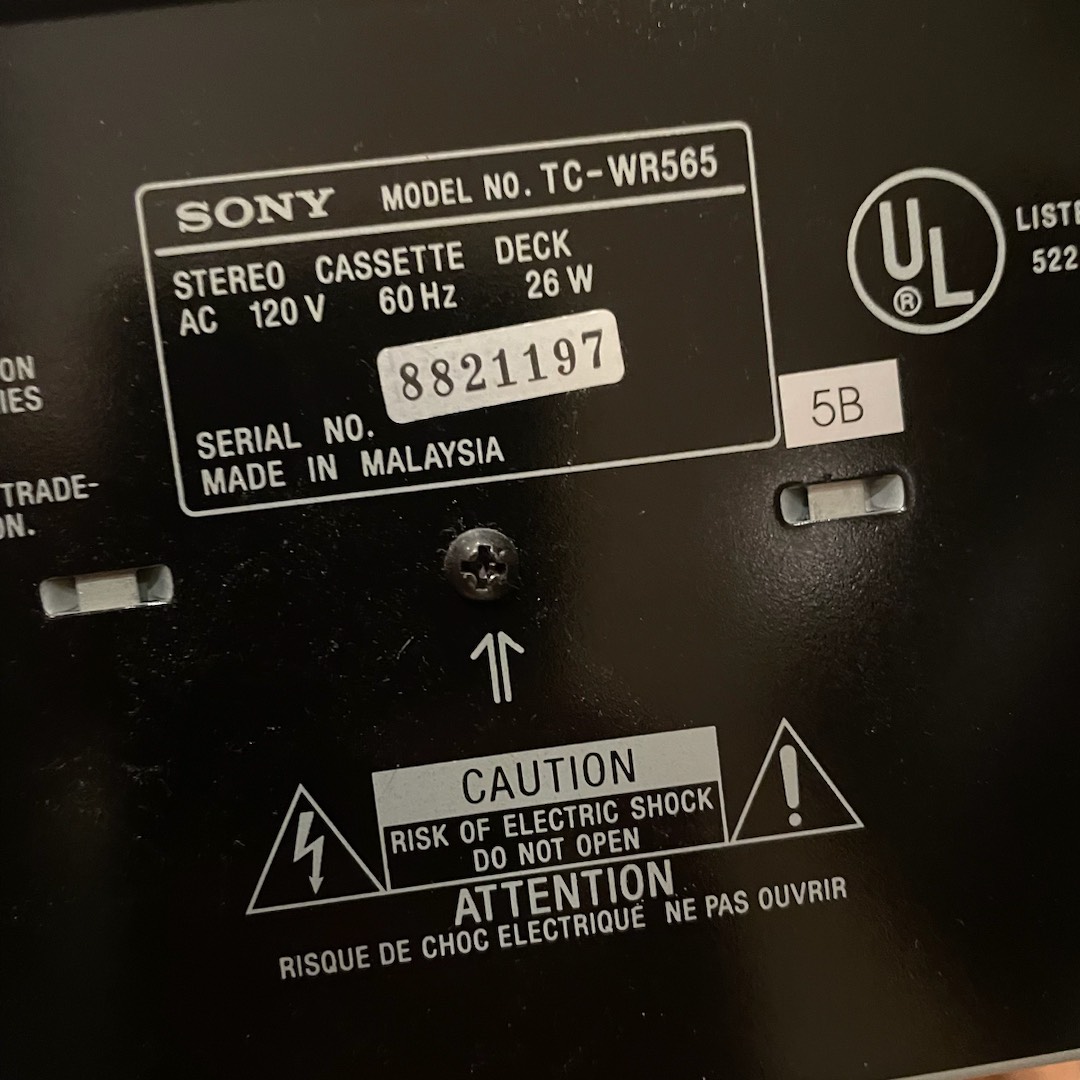 SONY MODEL NO. TC-WR565
STEREO CASSETTE DECK
AC 120 V 60 Hz 26 W
8821197
SERIAL NO.
MADE IN MALAYSIA
UL
®
LISTE
522
5B
ON
IES
TRADE-
ON.
CAUTION
RISK OF ELECTRIC SHOCK
DO NOT OPEN
ATTENTION
RISQUE DE CHOC ELECTRIQUE NE PAS OUVRIR